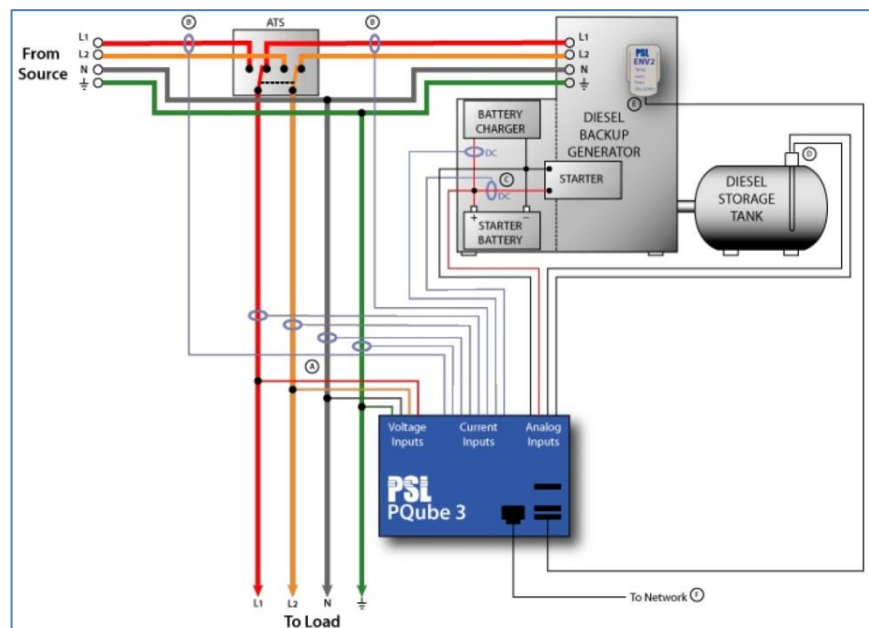 B
ATS
B
L1
L1
From
Source
L2
L2
N
N
PSL
ENV2
E
BATTERY
CHARGER
DIESEL
BACKUP
GENERATOR
DC
C
STARTER
DC
D
DIESEL
STORAGE
TANK
+
−
STARTER
BATTERY
A
Voltage
Inputs
Current
Inputs
Analog
Inputs
PSL
PQube 3
To Network F
L1
L2
N
To Load